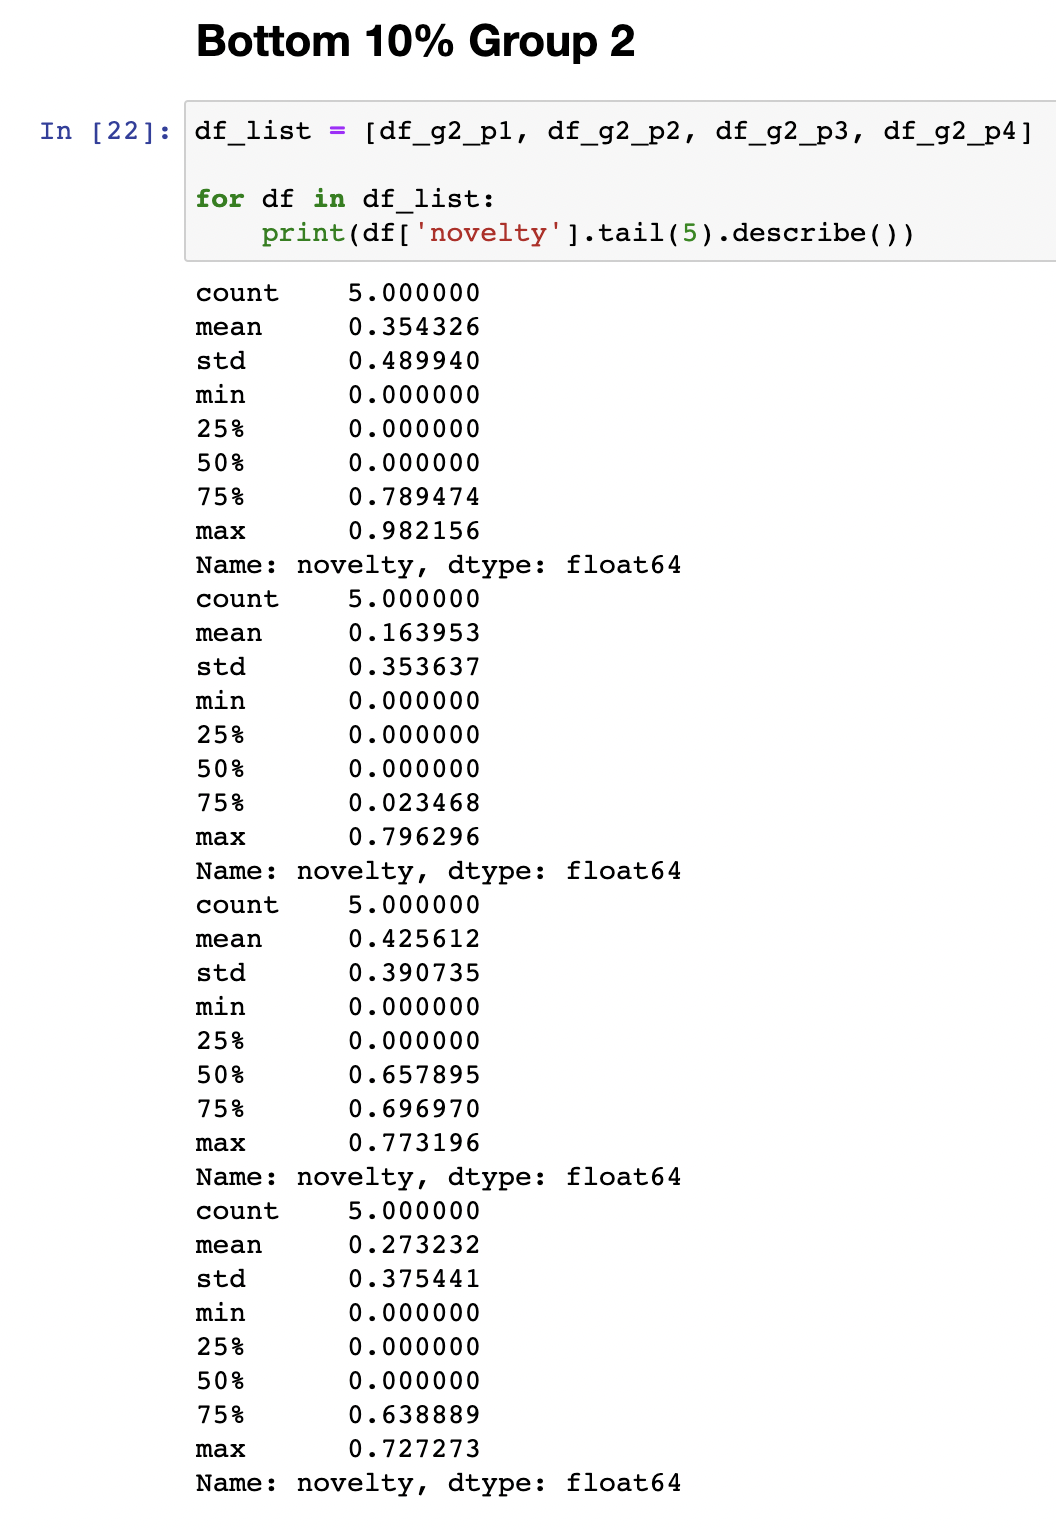 Bottom 10% Group 2
In [22]: df_list = [df_g2_p1, df_g2_p2, df_g2_p3, df_g2_p4]
for df in df_list:
    print(df['novelty'].tail(5).describe())
count    5.000000
mean     0.354326
std      0.489940
min      0.000000
25%      0.000000
50%      0.000000
75%      0.789474
max      0.982156
Name: novelty, dtype: float64
count    5.000000
mean     0.163953
std      0.353637
min      0.000000
25%      0.000000
50%      0.000000
75%      0.023468
max      0.796296
Name: novelty, dtype: float64
count    5.000000
mean     0.425612
std      0.390735
min      0.000000
25%      0.000000
50%      0.657895
75%      0.696970
max      0.773196
Name: novelty, dtype: float64
count    5.000000
mean     0.273232
std      0.375441
min      0.000000
25%      0.000000
50%      0.000000
75%      0.638889
max      0.727273
Name: novelty, dtype: float64